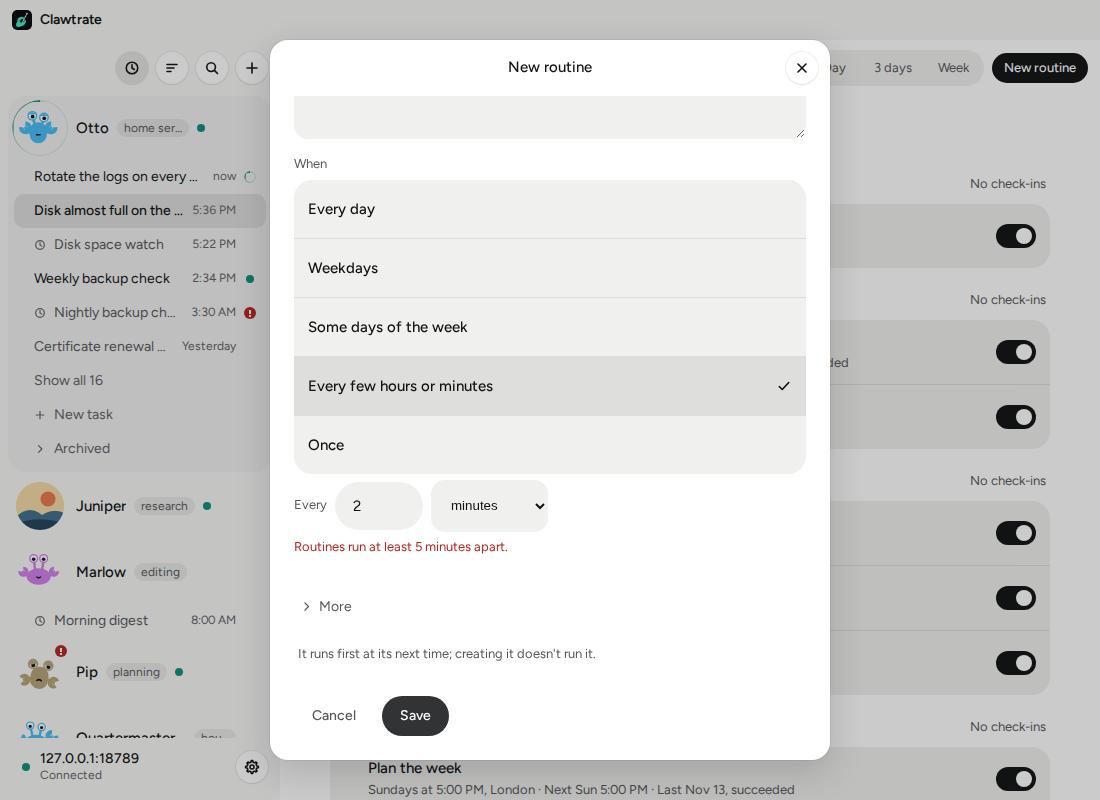 Clawtrate
Day
3 days
Week
New routine
Otto
home ser...
Rotate the logs on every ...
now
Disk almost full on the ...
5:36 PM
Disk space watch
5:22 PM
Weekly backup check
2:34 PM
Nightly backup ch...
3:30 AM
Certificate renewal ...
Yesterday
Show all 16
New task
Archived
Juniper
research
Marlow
editing
Morning digest
8:00 AM
Pip
planning
Quartermaster
hou...
127.0.0.1:18789
Connected
New routine
When
Every day
Weekdays
Some days of the week
Every few hours or minutes
Once
Every
2
minutes
Routines run at least 5 minutes apart.
More
It runs first at its next time; creating it doesn't run it.
Cancel
Save
No check-ins
No check-ins
No check-ins
No check-ins
Plan the week
Sundays at 5:00 PM, London · Next Sun 5:00 PM · Last Nov 13, succeeded